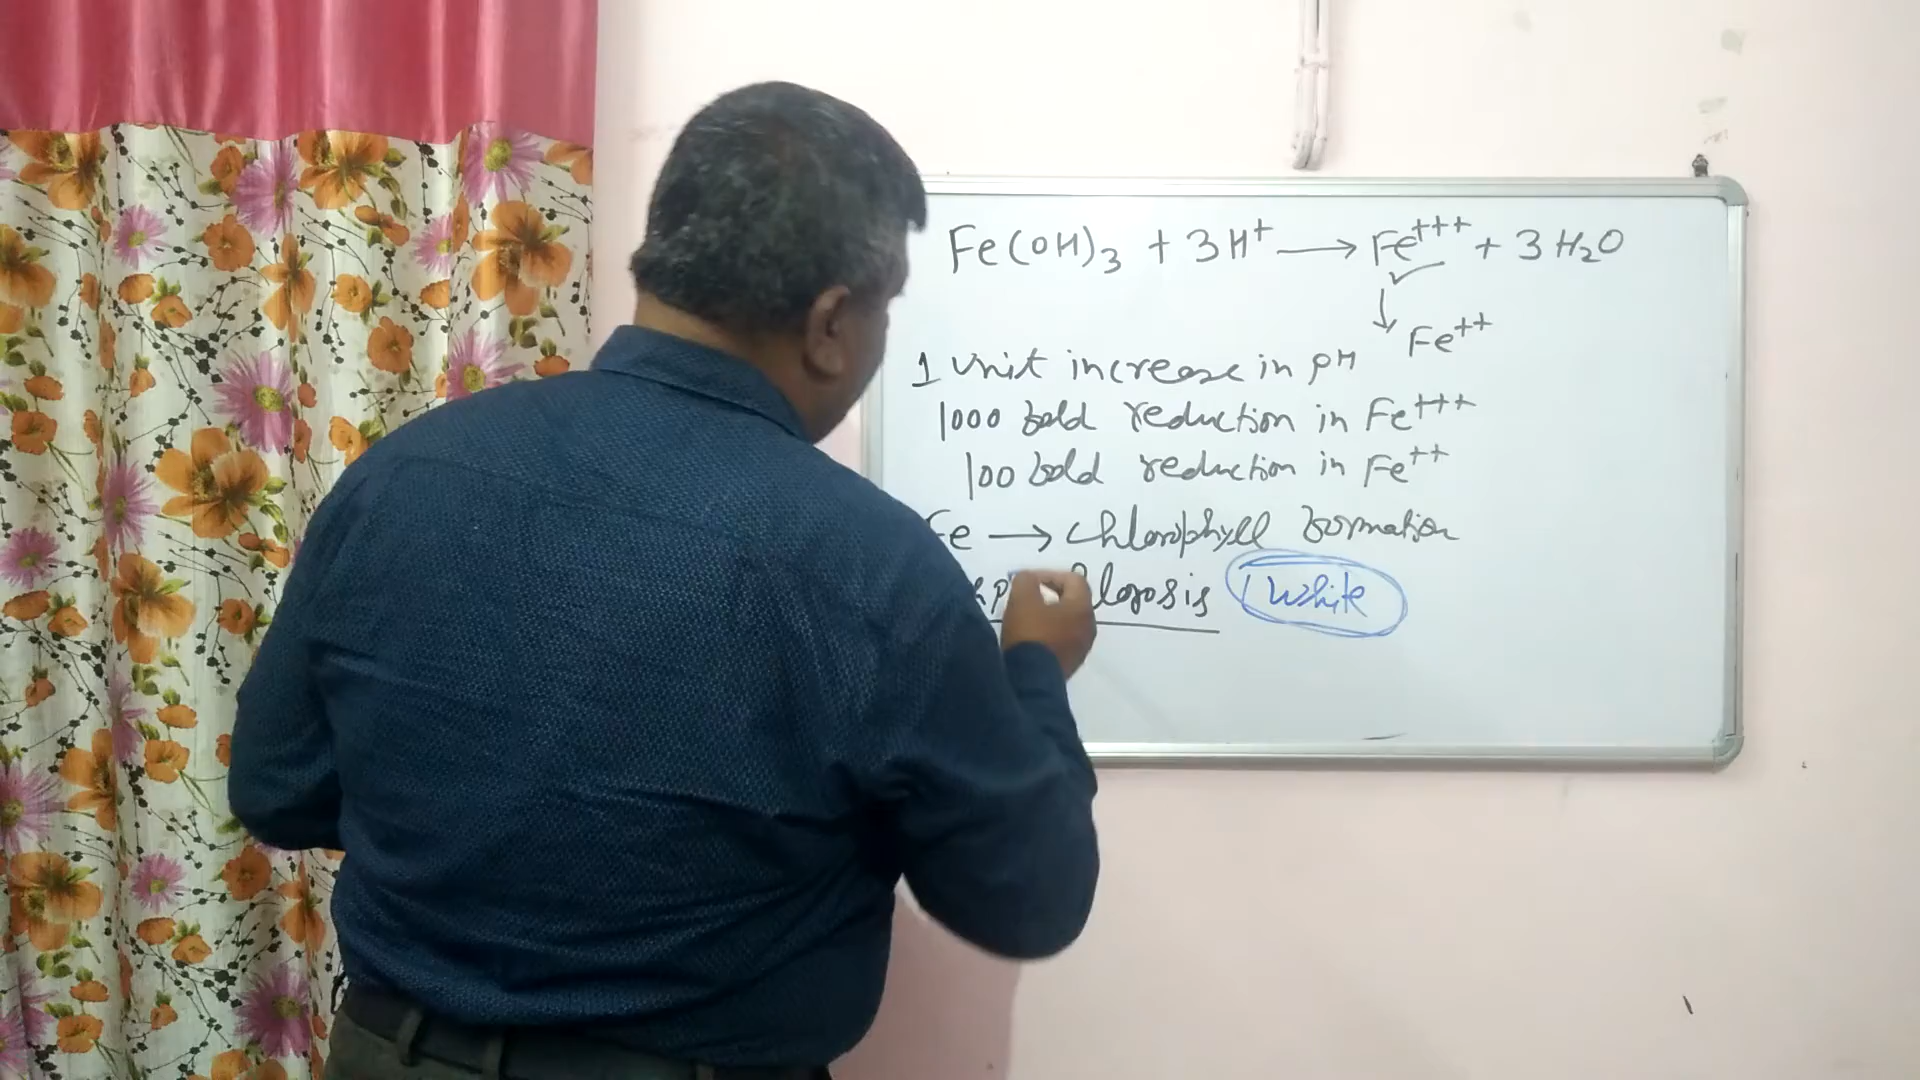 Fe(OH)₃ + 3H⁺ → Fe⁺⁺⁺ + 3H₂O
↓ Fe⁺⁺
1 unit increase in pH
1000 fold reduction in Fe⁺⁺⁺
100 fold reduction in Fe⁺⁺
Fe → Chlorophyll formation
White